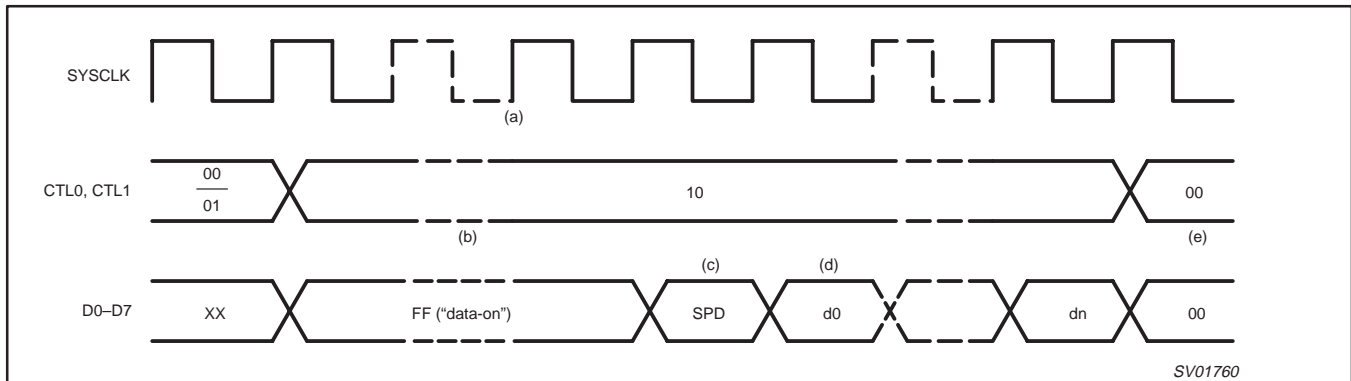 SYSCLK
(a)
CTL0, CTL1
00
01
10
00
(b)
(e)
(c)
(d)
D0–D7
XX
FF (“data-on”)
SPD
d0
dn
00
SV01760